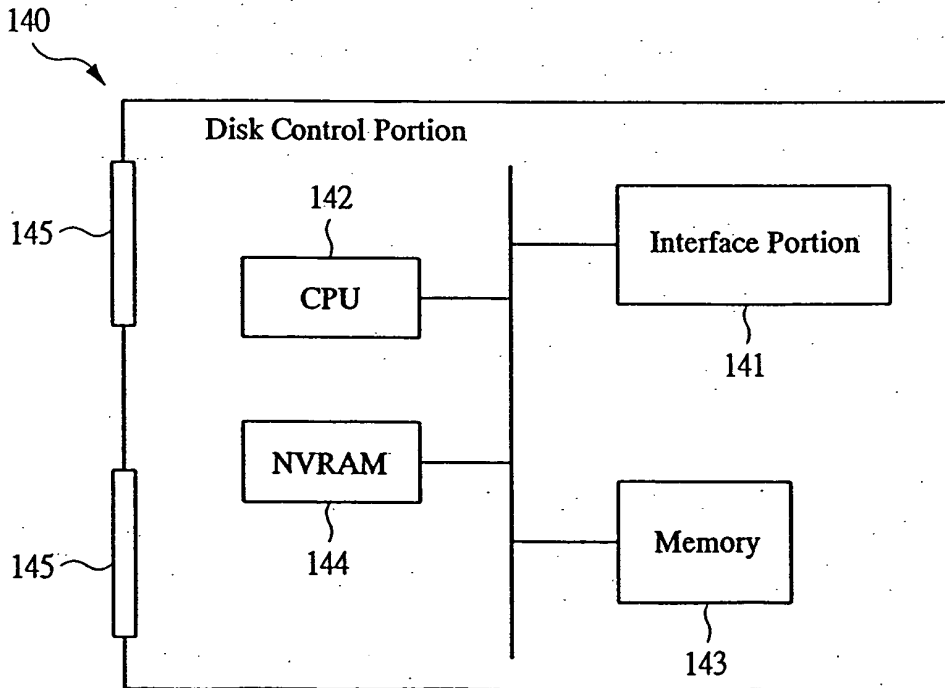 140
Disk Control Portion
142
145
CPU
Interface Portion
141
NVRAM
144
Memory
145
143